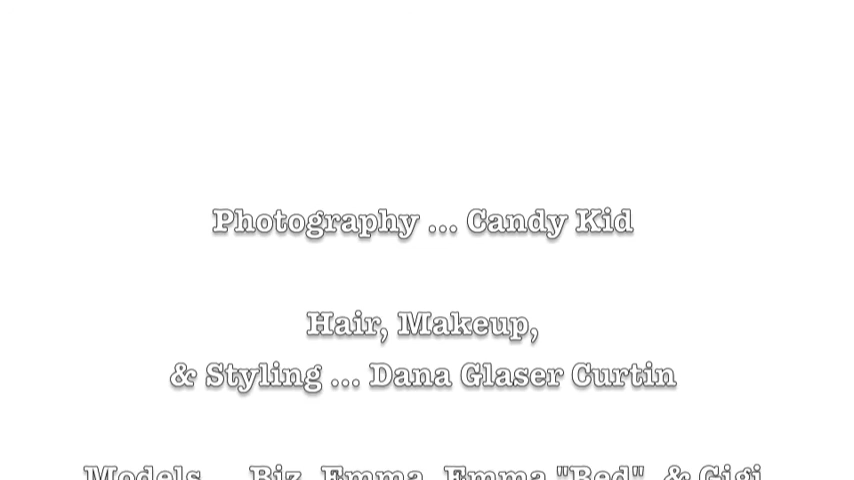 Photography ... Candy Kid
Hair, Makeup,
& Styling ... Dana Glaser Curtin
Models ... Biz, Emma, Emma "Red", & Gigi